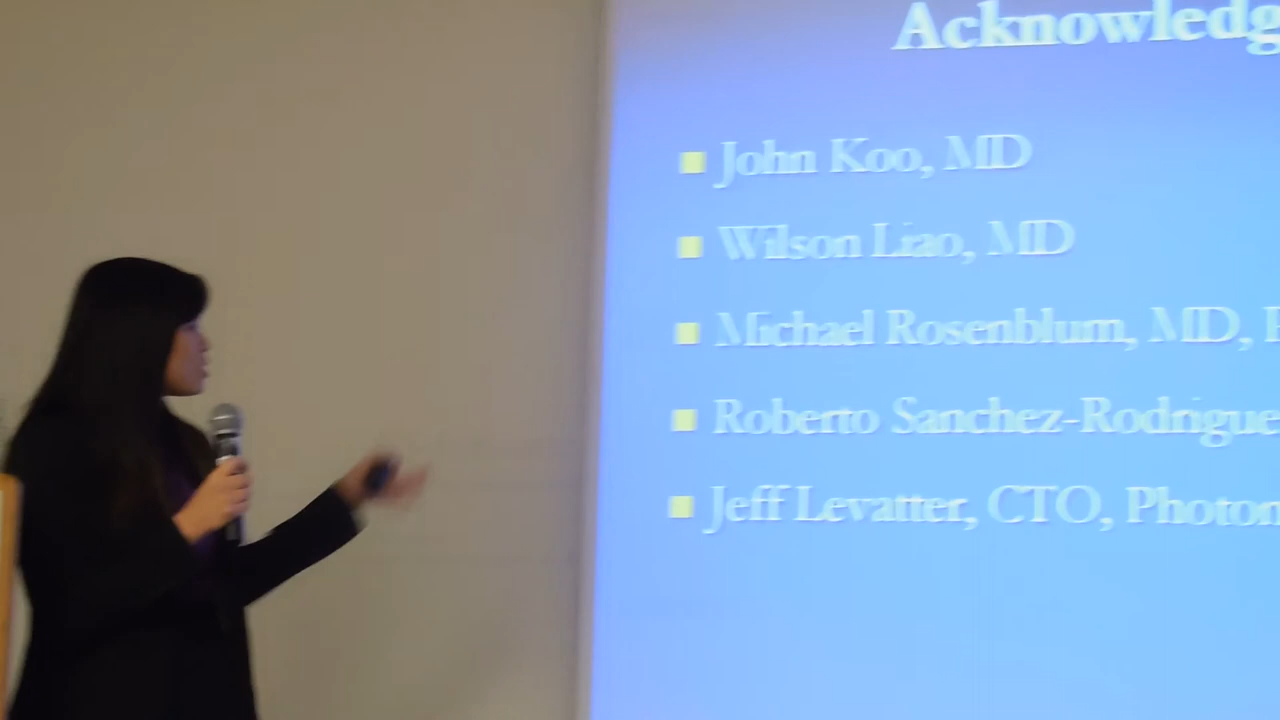 Acknowledg
John Koo, MD
Wilson Liao, MD
Michael Rosenblum, MD, P
Roberto Sanchez-Rodrigue
Jeff Levatter, CTO, Photon